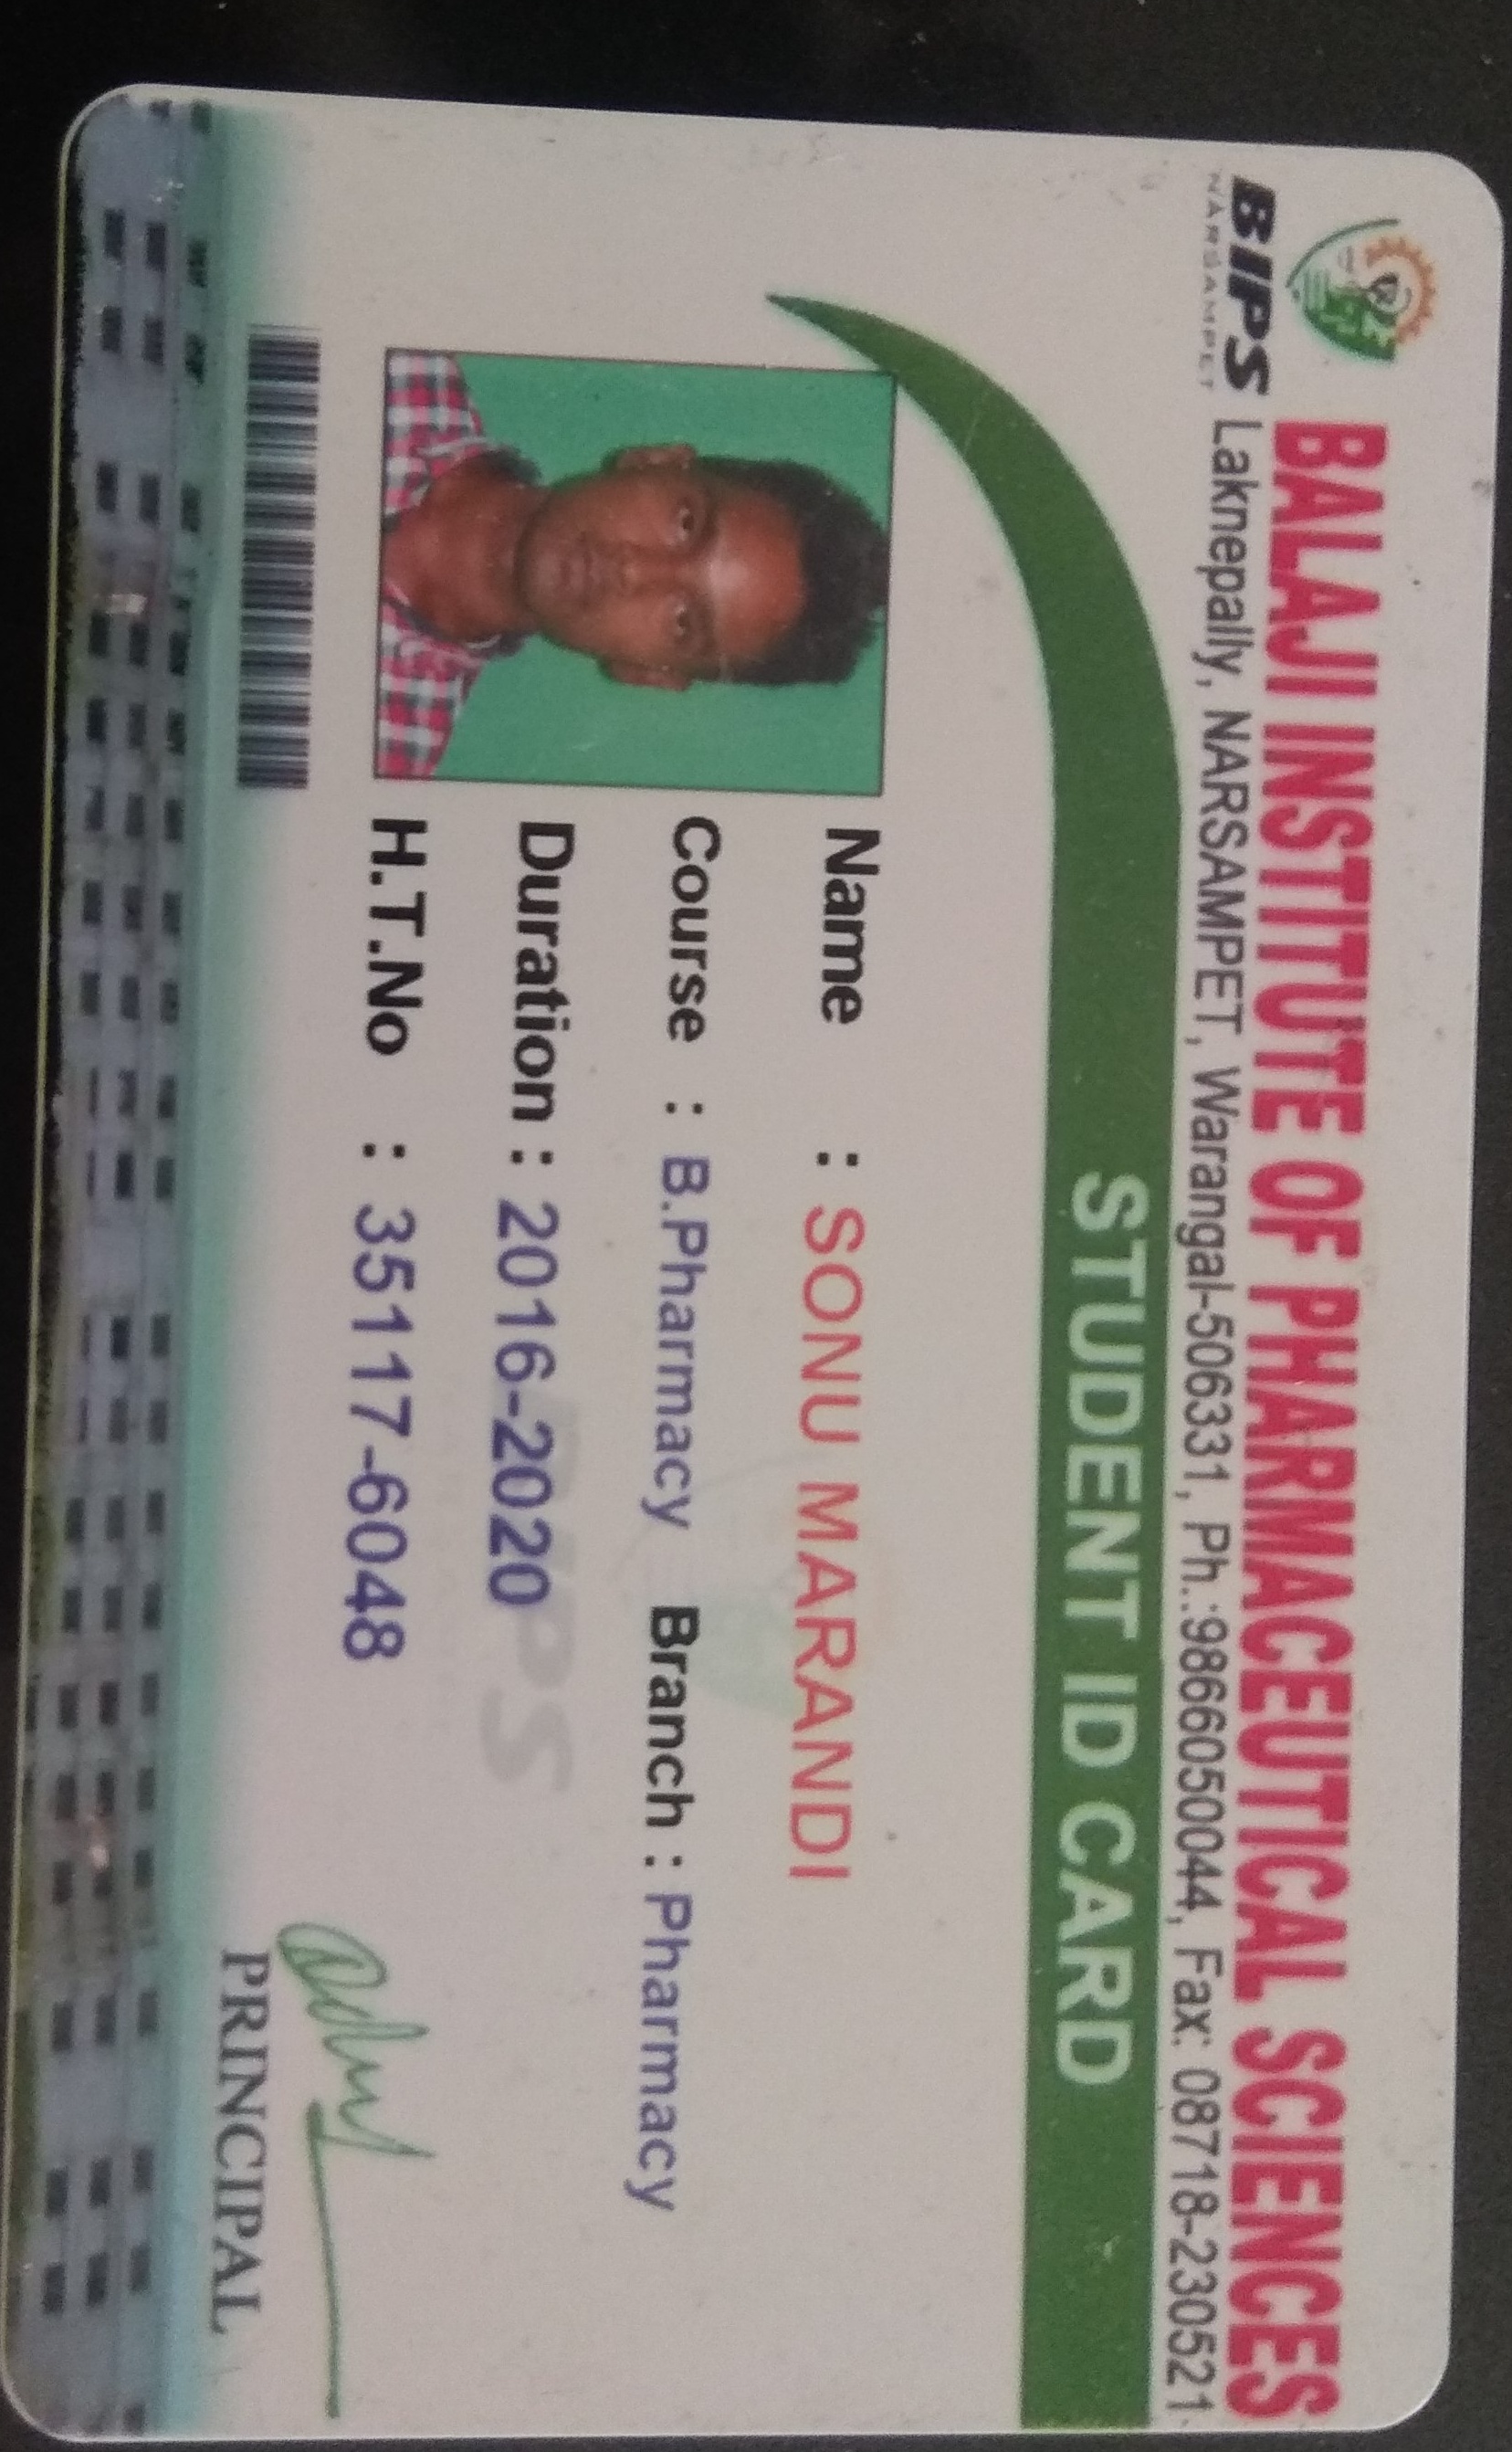 BALAJI INSTITUTE OF PHARMACEUTICAL SCIENCES
BIPS
NARSAMPET
Laknepally, NARSAMPET, Warangal-506331, Ph.:9866050044, Fax: 08718-230521
STUDENT ID CARD
Name : SONU MARANDI
Course : B.Pharmacy Branch : Pharmacy
Duration : 2016-2020
H.T.No : 35117-6048
PRINCIPAL